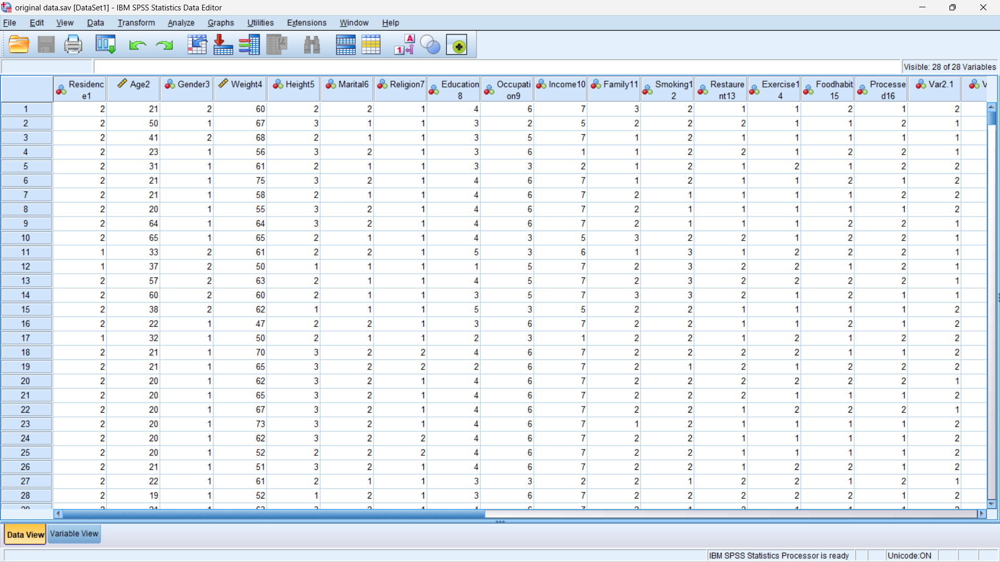 original data.sav [DataSet1] - IBM SPSS Statistics Data Editor
File Edit View Data Transform Analyze Graphs Utilities Extensions Window Help
Visible: 28 of 28 Variables
Residence1 Age2 Gender3 Weight4 Height5 Marital6 Religion7 Education8 Occupation9 Income10 Family11 Smoking12 Restaurent13 Exercise14 Foodhabit15 Processed16 Var2.1 V
1 2 21 2 60 2 2 1 4 6 7 3 2 1 1 2 1 2
2 2 50 1 67 3 1 1 3 2 5 2 2 2 1 1 2 1
3 2 41 2 68 2 1 1 3 5 7 1 2 1 1 1 1 1
4 2 23 1 56 3 2 1 3 6 1 1 2 2 1 2 2 1
5 2 31 1 61 2 1 1 3 3 2 1 2 1 2 1 2 2
6 2 21 1 75 3 2 1 4 6 7 1 2 1 1 2 1 2
7 2 21 1 58 2 1 1 4 6 7 2 1 1 1 1 2 2
8 2 20 1 55 3 2 1 4 6 7 2 1 1 1 1 1 2
9 2 64 1 64 3 2 1 4 6 7 2 1 1 1 2 2 1
10 2 65 1 65 2 1 1 4 3 5 3 2 2 1 2 2 1
11 1 33 2 61 2 2 1 5 3 6 1 3 1 2 2 2 1
12 1 37 2 50 1 1 1 1 5 7 2 3 2 2 1 2 1
13 2 57 2 63 2 1 1 4 5 7 2 3 2 2 2 2 1
14 2 60 2 60 2 1 1 3 5 7 3 3 2 1 2 1 1
15 2 38 2 62 1 1 1 5 3 5 2 2 1 1 1 1 2
16 2 22 1 47 2 2 1 3 6 7 2 2 1 1 2 1 2
17 1 32 1 50 2 1 1 2 3 1 2 2 1 2 1 2 2
18 2 21 1 70 3 2 2 4 6 7 2 2 2 2 1 1 2
19 2 21 1 65 3 2 2 2 6 7 2 1 2 1 2 2 2
20 2 20 1 62 3 2 1 4 6 7 2 2 2 2 2 2 1
21 2 20 1 65 3 2 1 4 6 7 2 2 2 1 1 1 2
22 2 20 1 67 3 2 1 4 6 7 2 2 1 2 2 2 1
23 2 20 1 73 3 2 1 4 6 7 1 2 1 1 1 1 2
24 2 20 1 62 3 2 2 4 6 7 2 2 1 1 1 1 2
25 2 20 1 52 2 2 2 4 6 7 2 2 1 1 1 1 2
26 2 21 1 51 3 2 1 4 6 7 2 2 1 2 2 1 2
27 2 22 1 61 2 1 1 3 3 2 2 1 2 2 1 2 1
28 2 19 1 52 1 2 1 3 6 7 2 2 2 2 2 1 2
Data View Variable View
IBM SPSS Statistics Processor is ready Unicode:ON